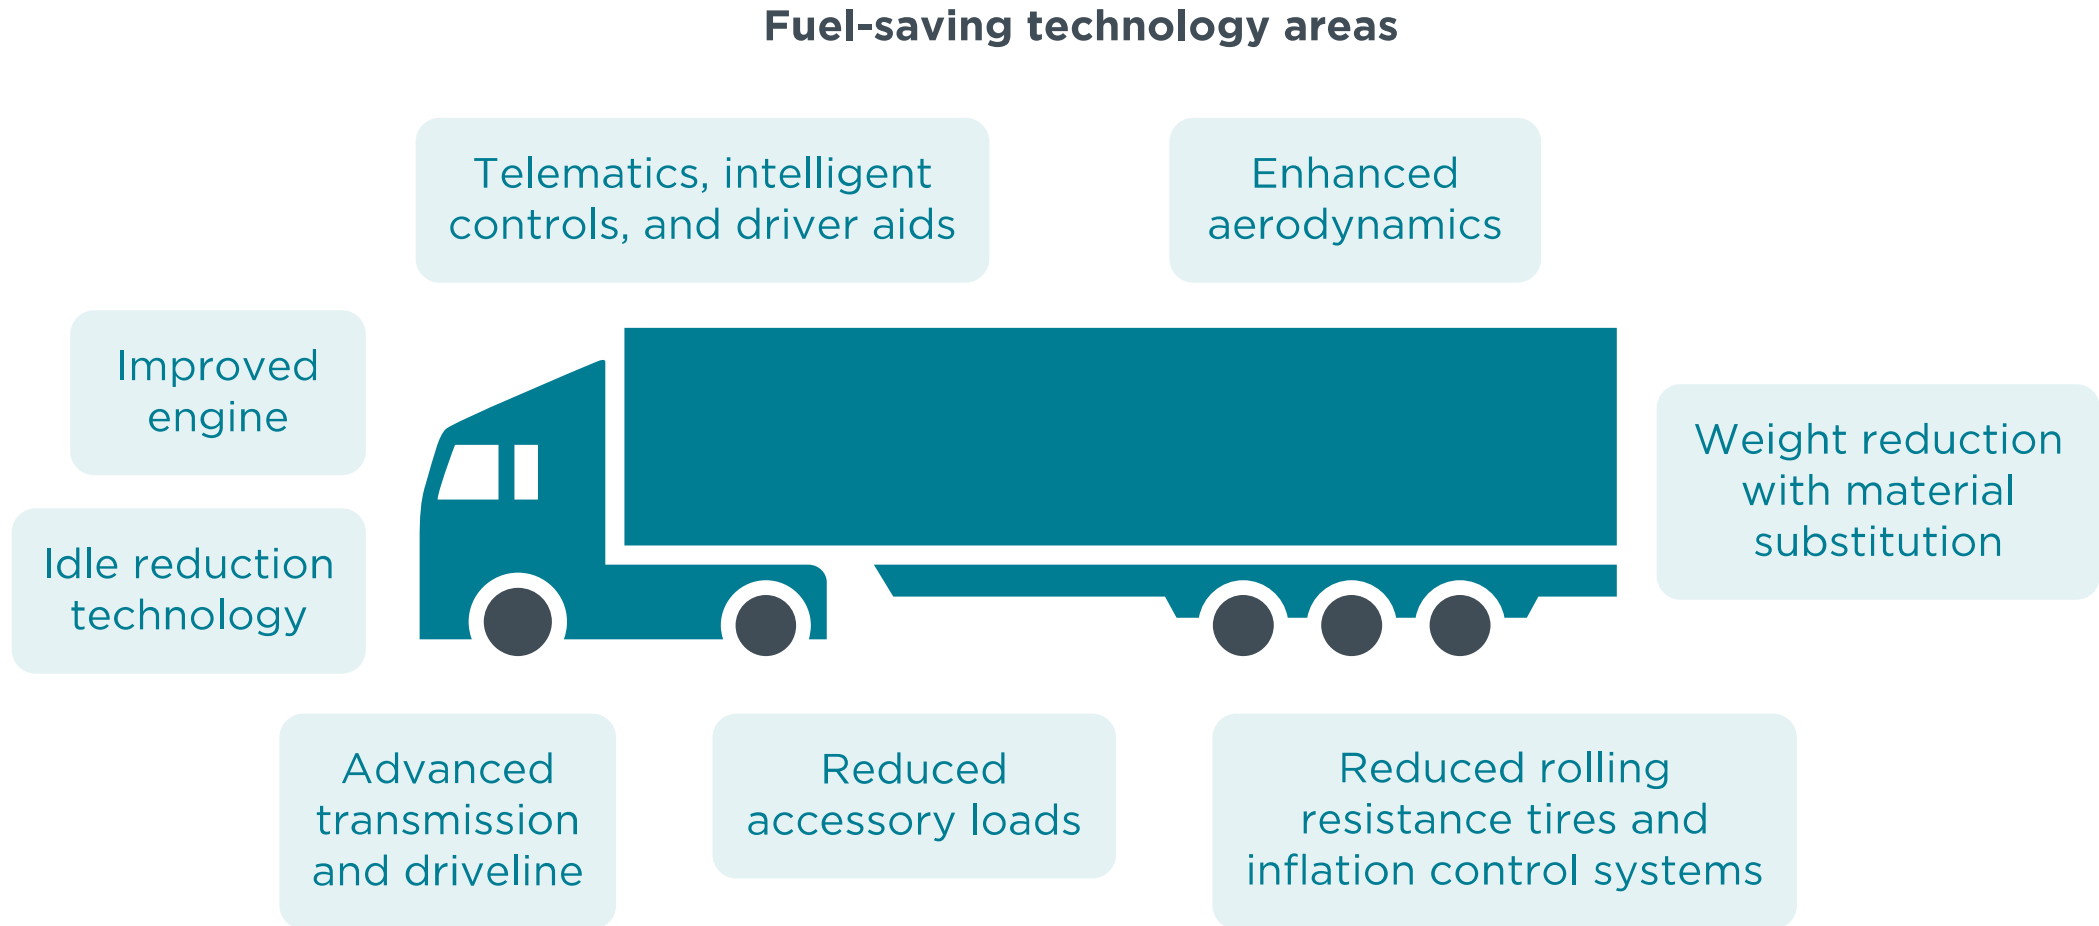 Fuel-saving technology areas
Telematics, intelligent
controls, and driver aids
Enhanced
aerodynamics
Improved
engine
Weight reduction
with material
substitution
Idle reduction
technology
Advanced
transmission
and driveline
Reduced
accessory loads
Reduced rolling
resistance tires and
inflation control systems